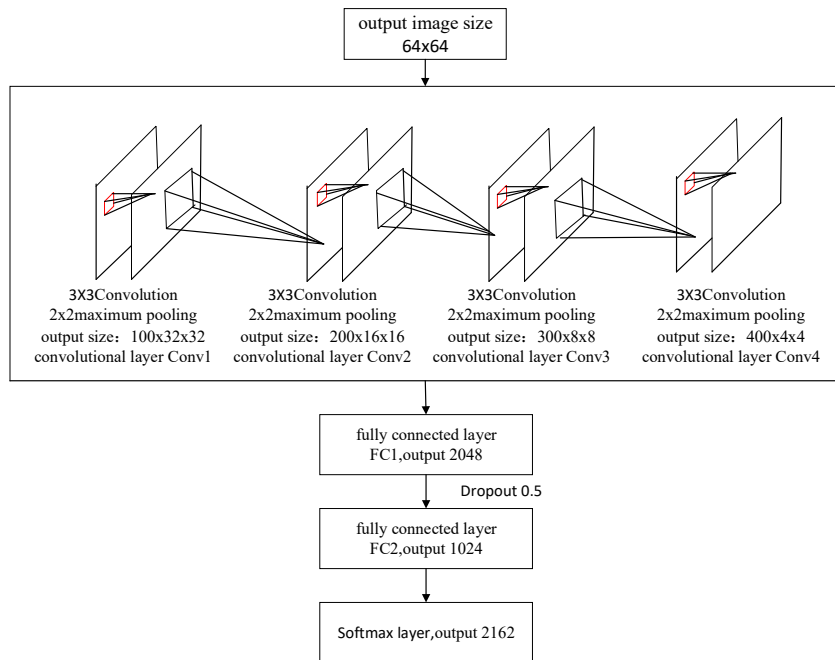 output image size
64x64
3X3Convolution
2x2maximum pooling
output size：100x32x32
convolutional layer Conv1
3X3Convolution
2x2maximum pooling
output size：200x16x16
convolutional layer Conv2
3X3Convolution
2x2maximum pooling
output size：300x8x8
convolutional layer Conv3
3X3Convolution
2x2maximum pooling
output size：400x4x4
convolutional layer Conv4
fully connected layer
FC1,output 2048
Dropout 0.5
fully connected layer
FC2,output 1024
Softmax layer,output 2162